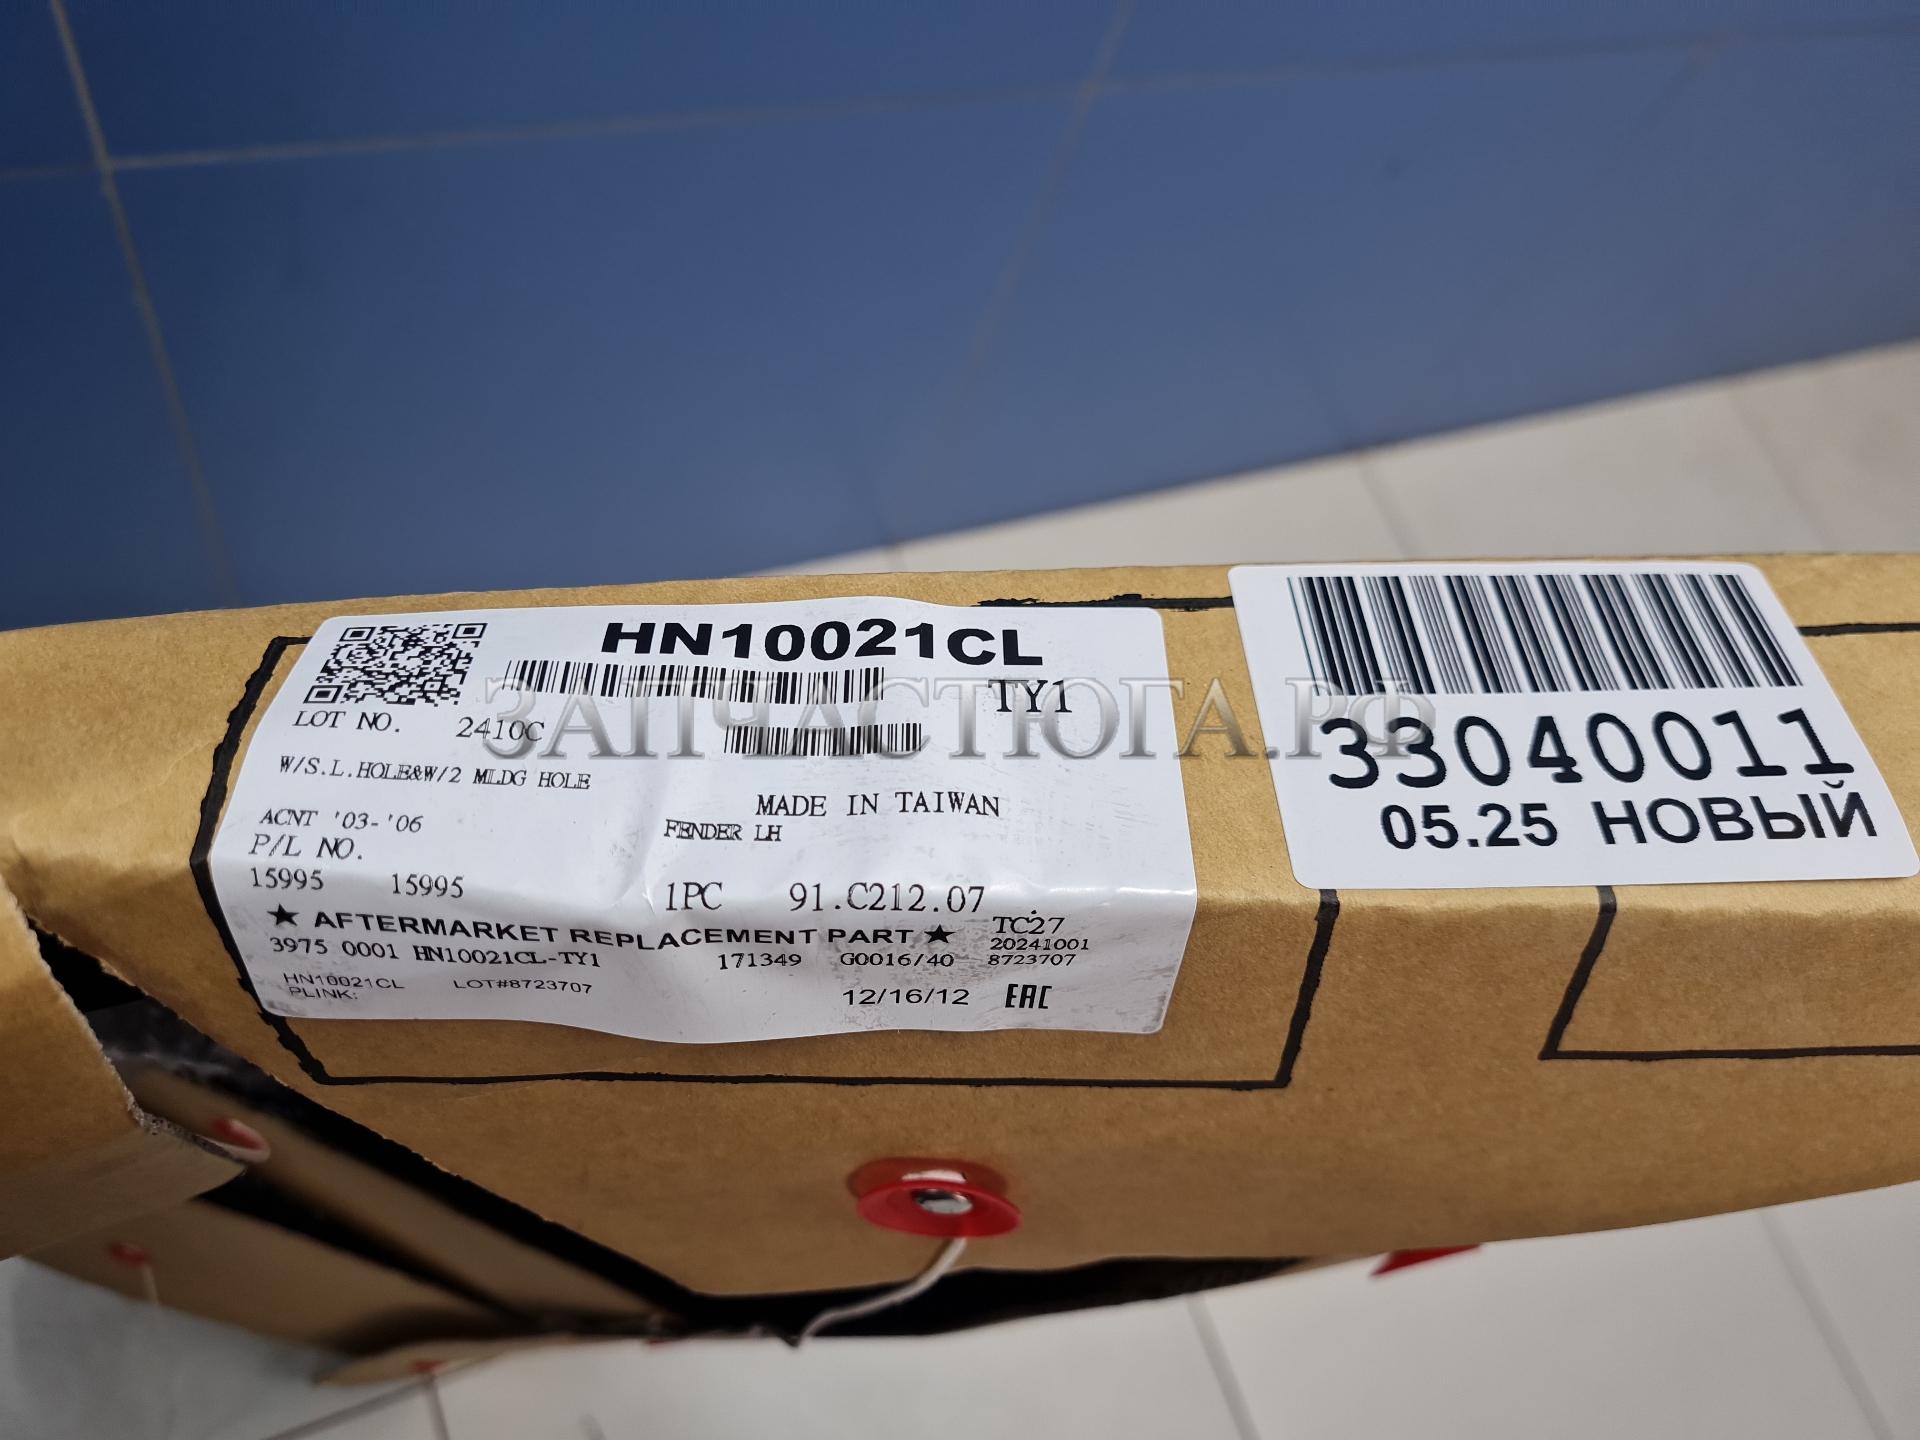 HN10021CL
TY1
LOT NO. 2410C
W/S.L.HOLE&W/2 MLDG HOLE
MADE IN TAIWAN
ACNT '03-'06
FENDER LH
P/L NO.
15995 15995
1PC 91.C212.07
★ AFTERMARKET REPLACEMENT PART ★
TC27
20241001
3975 0001 HN10021CL-TY1 171349 G0016/40 8723707
HN10021CL LOT#8723707
PLINK: 12/16/12 EAC
33040011
05.25 НОВЫЙ
ЗАПЧАСТЮГА.РФ